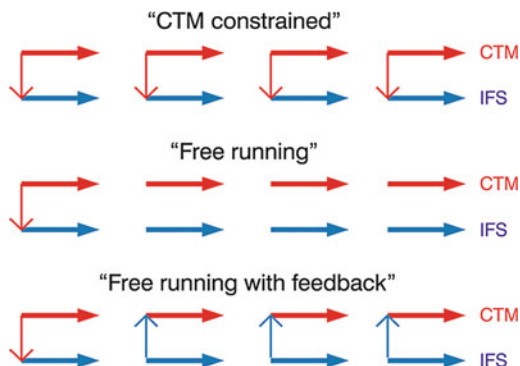 “CTM constrained”
CTM
IFS
“Free running”
CTM
IFS
“Free running with feedback”
CTM
IFS